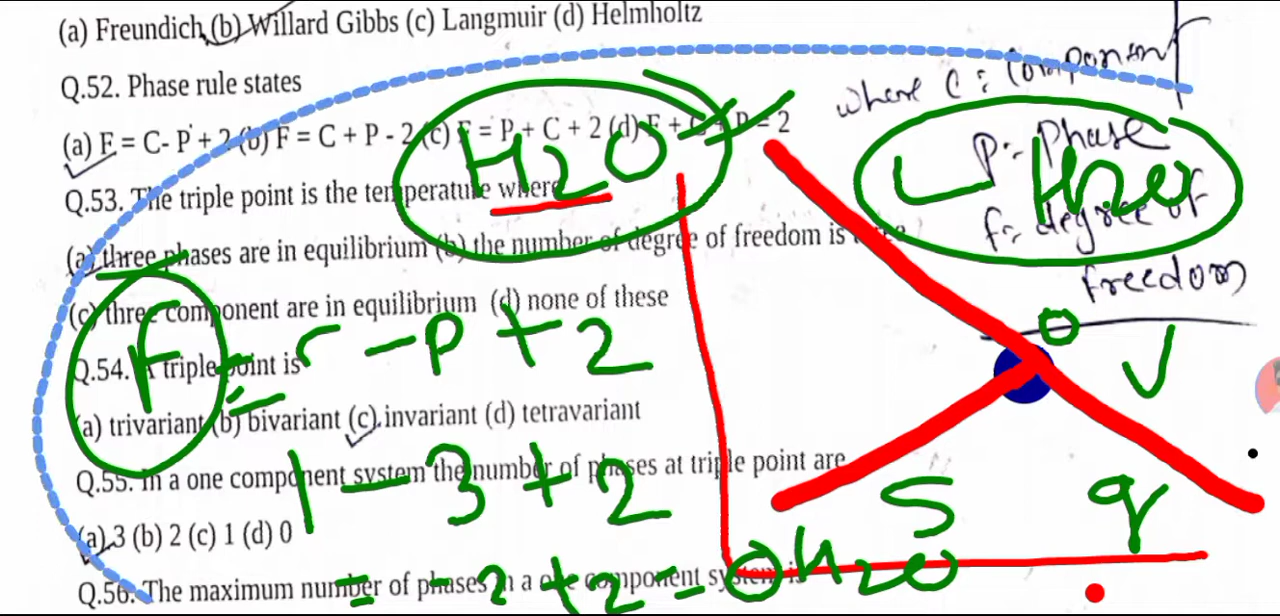 (a) Freundich (b) Willard Gibbs (c) Langmuir (d) Helmholtz
Q.52. Phase rule states
where C : Component
(a) F = C- P + 2 (b) F = C + P - 2 (c) F = P + C + 2 (d) F + C + P = 2
P :- Phase
H2O
H2O
Q.53. The triple point is the temperature where
f :- degree of
freedom
(a) three phases are in equilibrium (b) the number of degree of freedom is three
(c) three component are in equilibrium (d) none of these
F = C - P + 2
O
V
Q.54. A triple point is
(a) trivariant (b) bivariant (c) invariant (d) tetravariant
Q.55. In a one component system the number of phases at triple point are
1 - 3 + 2
S
(a) 3 (b) 2 (c) 1 (d) 0
H2O
Q.56. The maximum number of phases in a one component system is
= -2 + 2 = 0